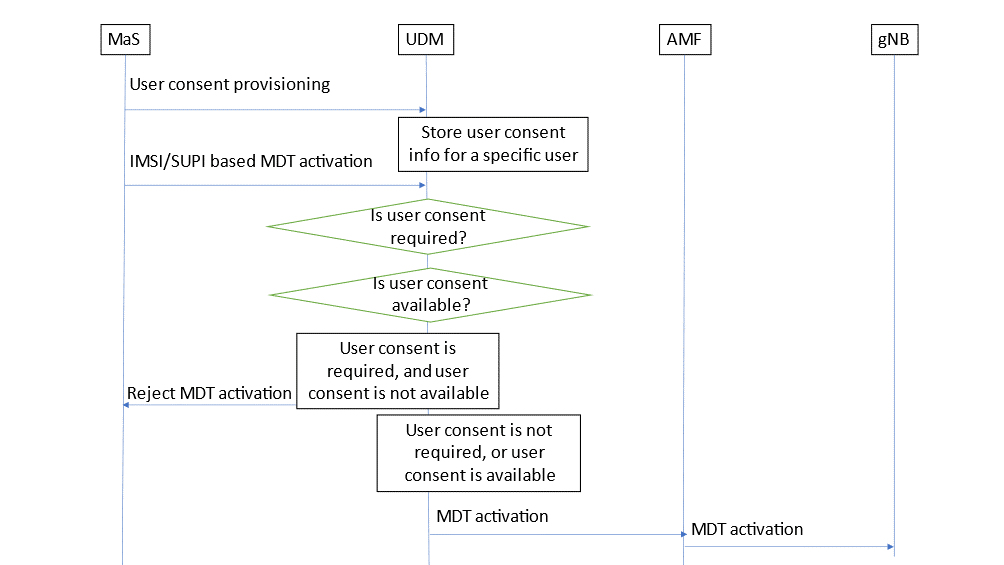 MaS
UDM
AMF
gNB
User consent provisioning
Store user consent
info for a specific user
IMSI/SUPI based MDT activation
Is user consent
required?
Is user consent
available?
User consent is
required, and user
consent is not available
Reject MDT activation
User consent is not
required, or user
consent is available
MDT activation
MDT activation